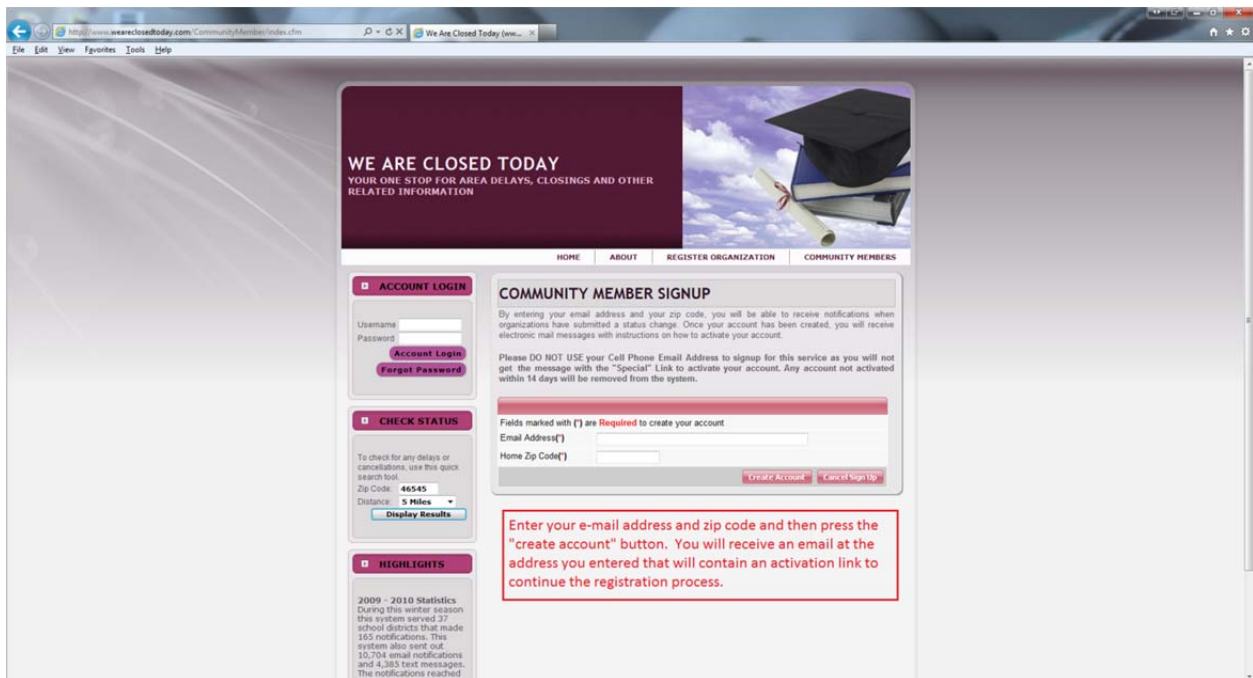 http://www.weareclosedtoday.com/CommunityMember/index.cfm
We Are Closed Today (ww...
File Edit View Favorites Tools Help
WE ARE CLOSED TODAY
YOUR ONE STOP FOR AREA DELAYS, CLOSINGS AND OTHER
RELATED INFORMATION
HOME ABOUT REGISTER ORGANIZATION COMMUNITY MEMBERS
ACCOUNT LOGIN
Username
Password
Account Login
Forgot Password
CHECK STATUS
To check for any delays or
cancellations, use this quick
search tool.
Zip Code: 46545
Distance: 5 Miles
Display Results
HIGHLIGHTS
2009 - 2010 Statistics
During this winter season
this system served 37
school districts that made
165 notifications. This
system also sent out
10,704 email notifications
and 4,385 text messages.
The notifications reached
COMMUNITY MEMBER SIGNUP
By entering your email address and your zip code, you will be able to receive notifications when
organizations have submitted a status change. Once your account has been created, you will receive
electronic mail messages with instructions on how to activate your account.
Please DO NOT USE your Cell Phone Email Address to signup for this service as you will not
get the message with the "Special" Link to activate your account. Any account not activated
within 14 days will be removed from the system.
Fields marked with (*) are Required to create your account
Email Address(*)
Home Zip Code(*)
Create Account Cancel Sign Up
Enter your e-mail address and zip code and then press the
"create account" button. You will receive an email at the
address you entered that will contain an activation link to
continue the registration process.